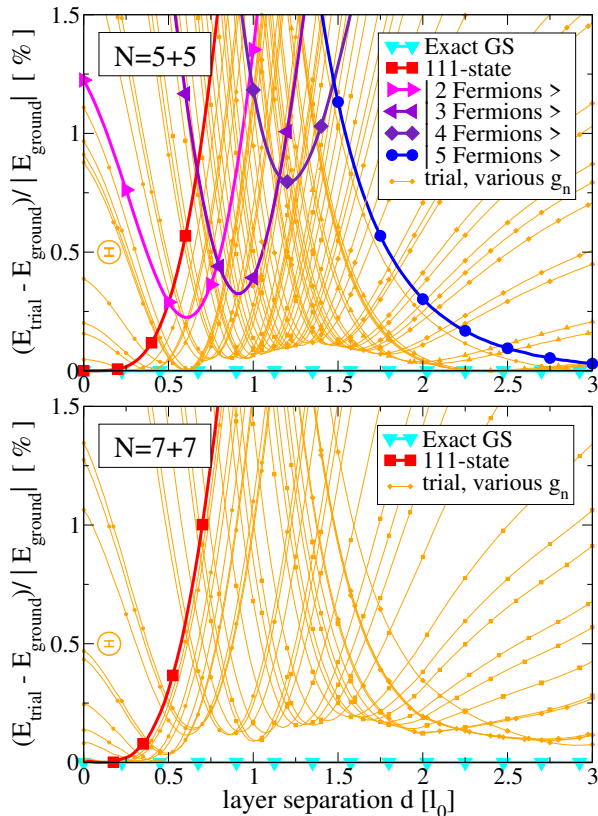 1.5
1
0.5
0
(E_trial - E_ground)/ | E_ground| [ % ]
N=5+5
Exact GS
111-state
| 2 Fermions >
| 3 Fermions >
| 4 Fermions >
| 5 Fermions >
trial, various g_n
H
0 0.5 1 1.5 2 2.5 3
1.5
1
0.5
0
(E_trial - E_ground)/ | E_ground| [ % ]
N=7+7
Exact GS
111-state
trial, various g_n
H
0 0.5 1 1.5 2 2.5 3
layer separation d [l_0]